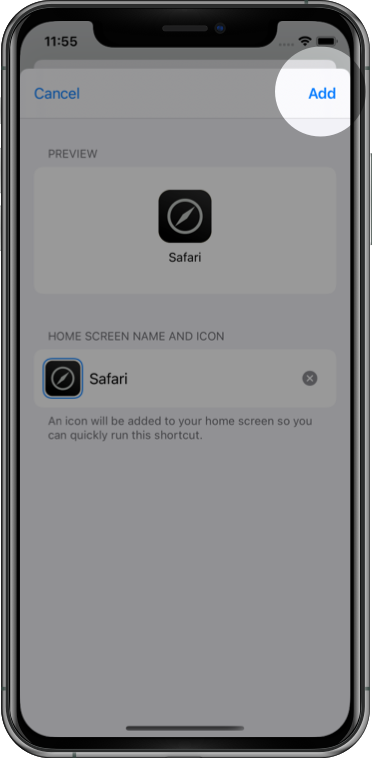 11:55
Cancel
Add
PREVIEW
Safari
HOME SCREEN NAME AND ICON
Safari
An icon will be added to your home screen so you
can quickly run this shortcut.